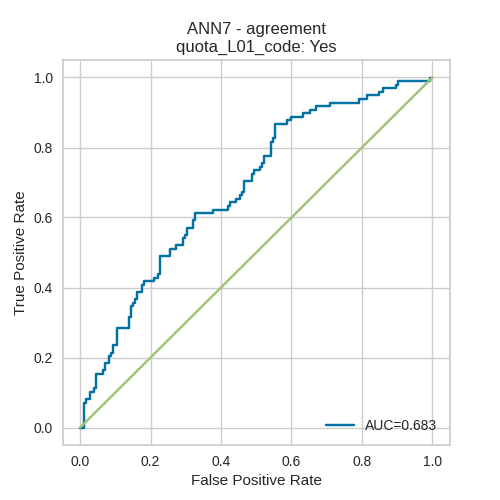 ANN7 - agreement
quota_L01_code: Yes
1.0
0.8
0.6
0.4
0.2
0.0
True Positive Rate
AUC=0.683
0.0 0.2 0.4 0.6 0.8 1.0
False Positive Rate